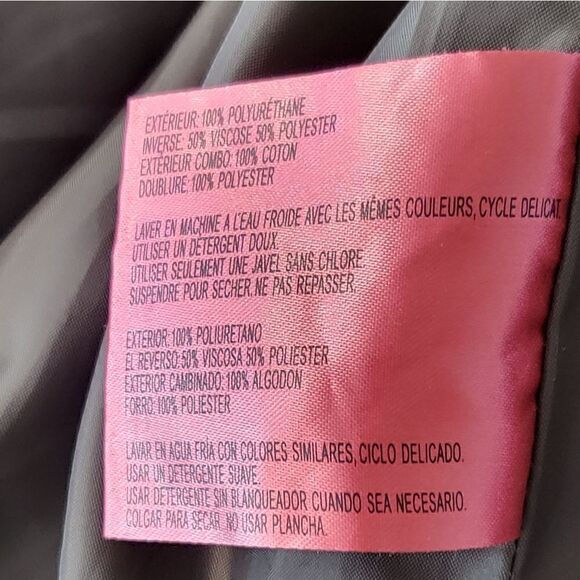 EXTÉRIEUR: 100% POLYURÉTHANE
INVERSE: 50% VISCOSE 50% POLYESTER
EXTÉRIEUR COMBO: 100% COTON
DOUBLURE: 100% POLYESTER
LAVER EN MACHINE A L'EAU FROIDE AVEC LES MÊMES COULEURS, CYCLE DELICAT.
UTILISER UN DETERGENT DOUX.
UTILISER SEULEMENT UNE JAVEL SANS CHLORE.
SUSPENDRE POUR SECHER. NE PAS REPASSER.
EXTERIOR: 100% POLIURETANO
EL REVERSO: 50% VISCOSA 50% POLIESTER
EXTERIOR CAMBINADO: 100% ALGODON
FORRO: 100% POLIESTER
LAVAR EN AGUA FRÍA CON COLORES SIMILARES, CICLO DELICADO.
USAR UN DETERGENTE SUAVE.
USAR DETERGENTE SIN BLANQUEADOR CUANDO SEA NECESARIO.
COLGAR PARA SECAR. NO USAR PLANCHA.